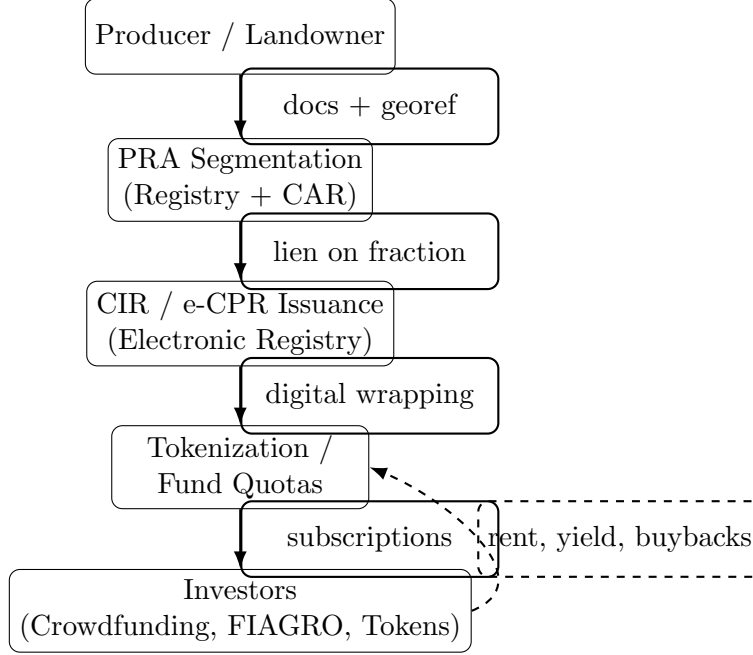 Producer / Landowner
docs + georef
PRA Segmentation
(Registry + CAR)
lien on fraction
CIR / e-CPR Issuance
(Electronic Registry)
digital wrapping
Tokenization /
Fund Quotas
subscriptions
rent, yield, buybacks
Investors
(Crowdfunding, FIAGRO, Tokens)